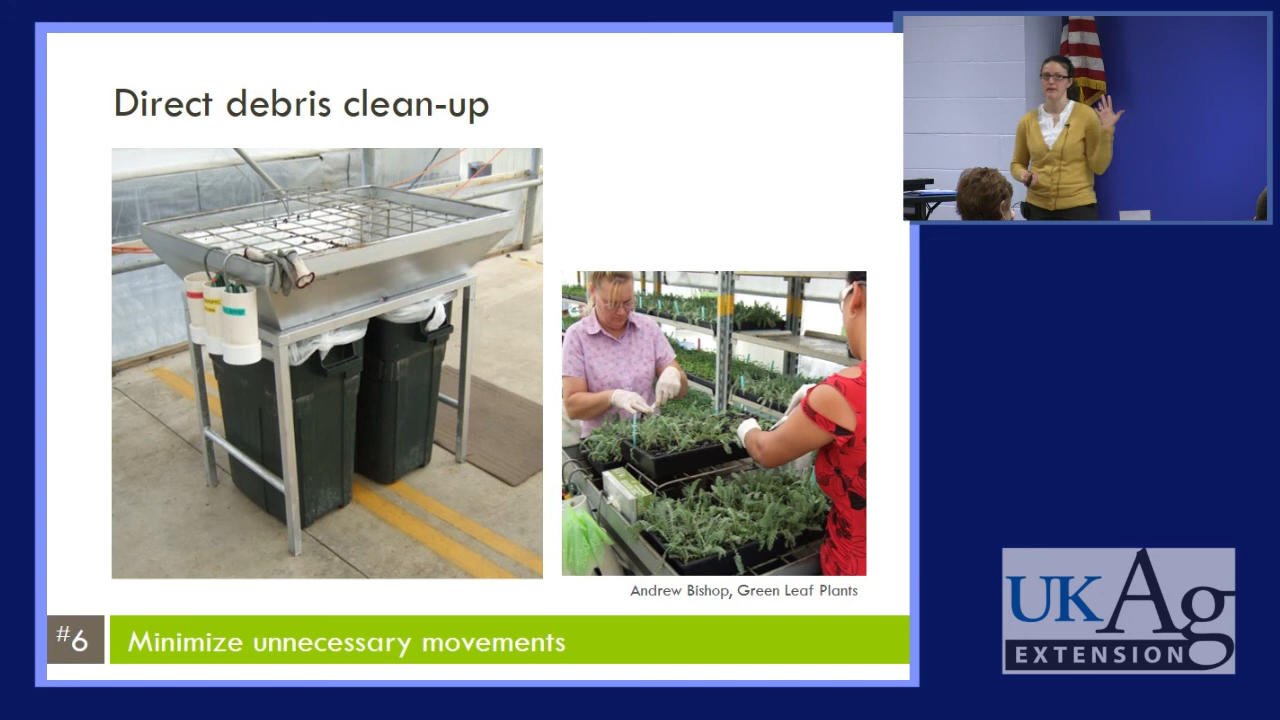 Direct debris clean-up
Andrew Bishop, Green Leaf Plants
#6 Minimize unnecessary movements
UKAg
EXTENSION